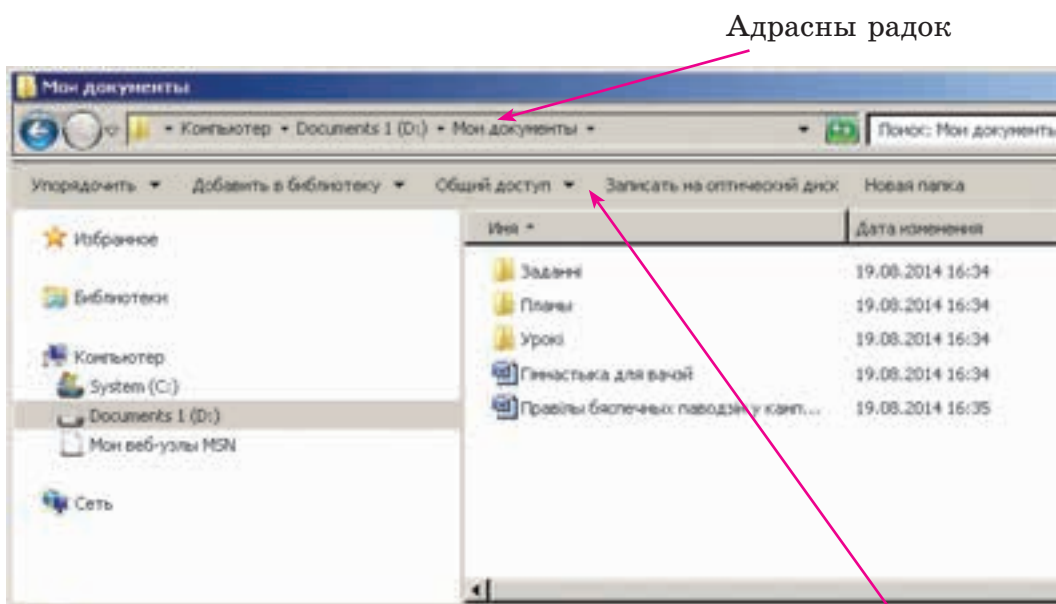 Адрасны радок
Мои документы
Компьютер Documents 1 (D:) Мои документы
Поиск: Мои документы
Упорядочить Добавить в библиотеку Общий доступ Записать на оптический диск Новая папка
Избранное
Библиотеки
Компьютер
System (C:)
Documents 1 (D:)
Мои веб-узлы MSN
Сеть
Имя Дата изменения
Заданні 19.08.2014 16:34
Планы 19.08.2014 16:34
Урокі 19.08.2014 16:34
Гімнастыка для вачэй 19.08.2014 16:34
Правілы бяспечных паводзін у камп... 19.08.2014 16:35